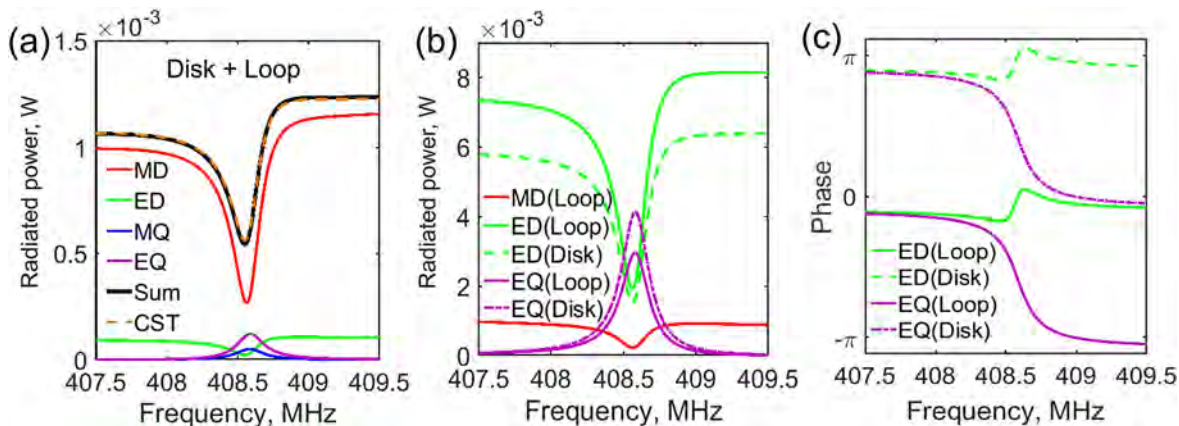 (a)
×10⁻³
1.5
1
0.5
0
Radiated power, W
Disk + Loop
MD
ED
MQ
EQ
Sum
CST
407.5 408 408.5 409 409.5
Frequency, MHz
(b)
×10⁻³
8
6
4
2
0
Radiated power, W
MD(Loop)
ED(Loop)
ED(Disk)
EQ(Loop)
EQ(Disk)
407.5 408 408.5 409 409.5
Frequency, MHz
(c)
π
0
-π
Phase
ED(Loop)
ED(Disk)
EQ(Loop)
EQ(Disk)
407.5 408 408.5 409 409.5
Frequency, MHz